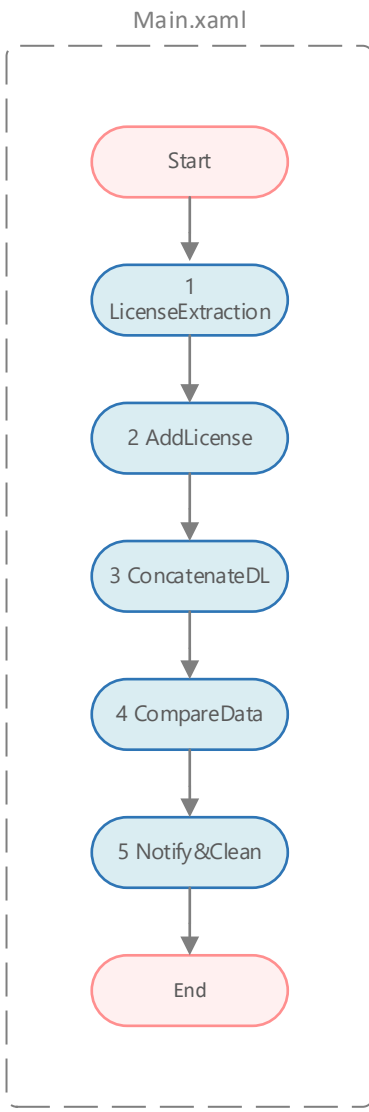 Main.xaml
Start
1
LicenseExtraction
2 AddLicense
3 ConcatenateDL
4 CompareData
5 Notify&Clean
End